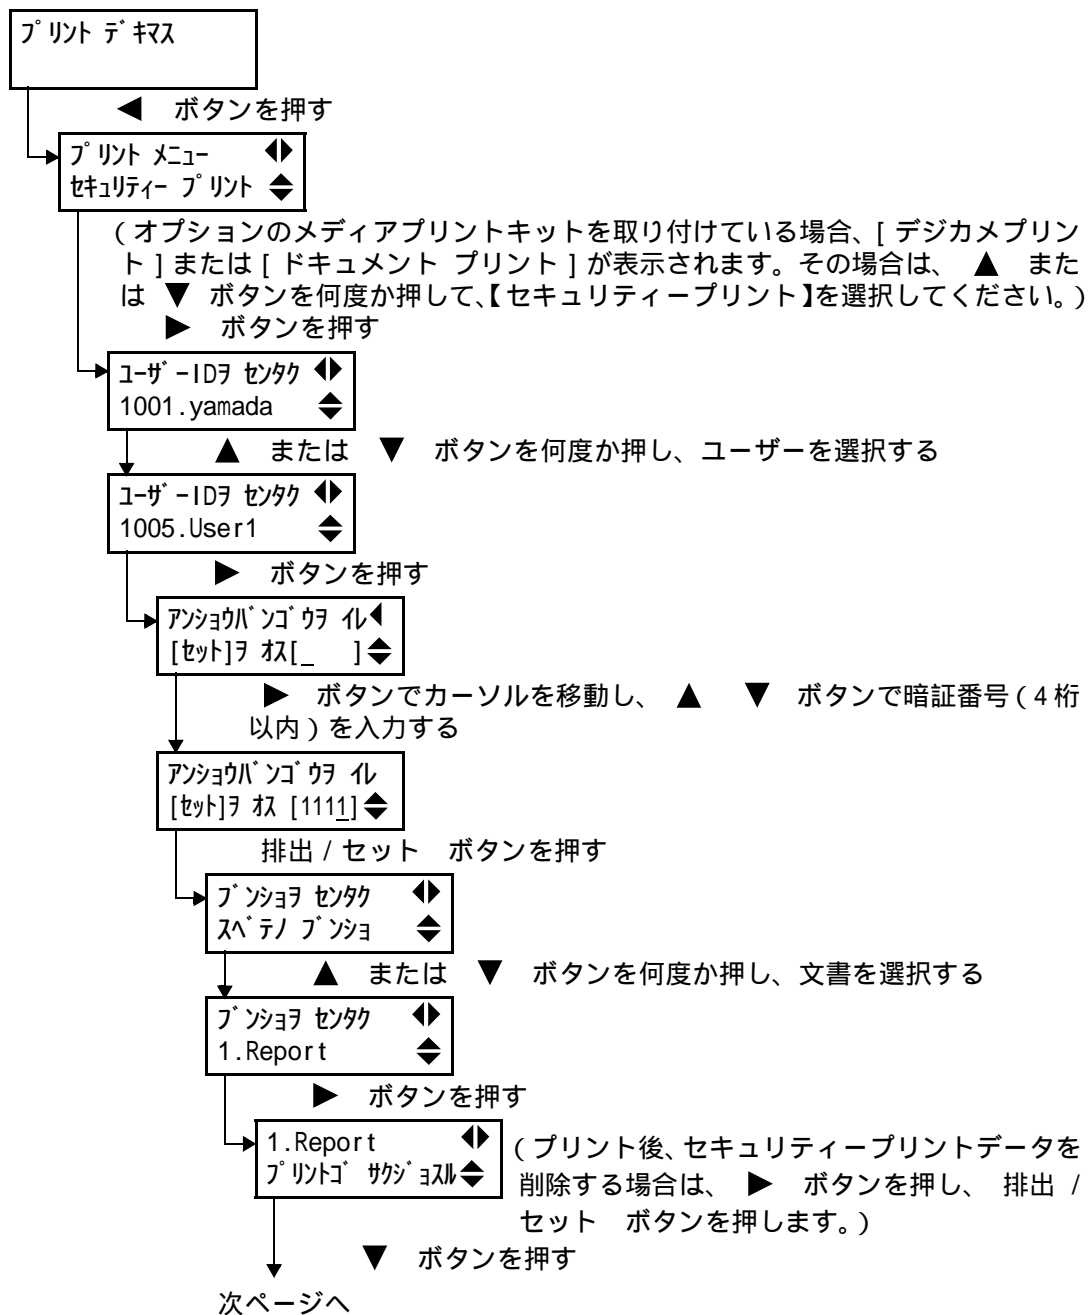 ﾌﾟﾘﾝﾄ ﾃﾞｷﾏｽ
◀ ボタンを押す
ﾌﾟﾘﾝﾄ ﾒﾆｭｰ
ｾｷｭﾘﾃｨｰ ﾌﾟﾘﾝﾄ
(オプションのメディアプリントキットを取り付けている場合、[ デジカメプリン
ト ] または [ ドキュメント プリント ] が表示されます。その場合は、 ▲ また
は ▼ ボタンを何度か押して、【セキュリティープリント】を選択してください。)
▶ ボタンを押す
ﾕｰｻﾞｰIDｦ ｾﾝﾀｸ
1001.yamada
▲ または ▼ ボタンを何度か押し、ユーザーを選択する
ﾕｰｻﾞｰIDｦ ｾﾝﾀｸ
1005.User1
▶ ボタンを押す
ｱﾝｼｮｳﾊﾞﾝｺﾞｳｦ ｲﾚ
[ｾｯﾄ]ｦ ｵｽ[_ ]
▶ ボタンでカーソルを移動し、 ▲ ▼ ボタンで暗証番号(4桁
以内)を入力する
ｱﾝｼｮｳﾊﾞﾝｺﾞｳｦ ｲﾚ
[ｾｯﾄ]ｦ ｵｽ [1111]
排出 / セット ボタンを押す
ﾌﾞﾝｼｮｦ ｾﾝﾀｸ
ｽﾍﾞﾃﾉ ﾌﾞﾝｼｮ
▲ または ▼ ボタンを何度か押し、文書を選択する
ﾌﾞﾝｼｮｦ ｾﾝﾀｸ
1.Report
▶ ボタンを押す
1.Report
ﾌﾟﾘﾝﾄｺﾞ ｻｸｼﾞｮｽﾙ
(プリント後、セキュリティープリントデータを
削除する場合は、 ▶ ボタンを押し、 排出 /
セット ボタンを押します。)
▼ ボタンを押す
次ページへ